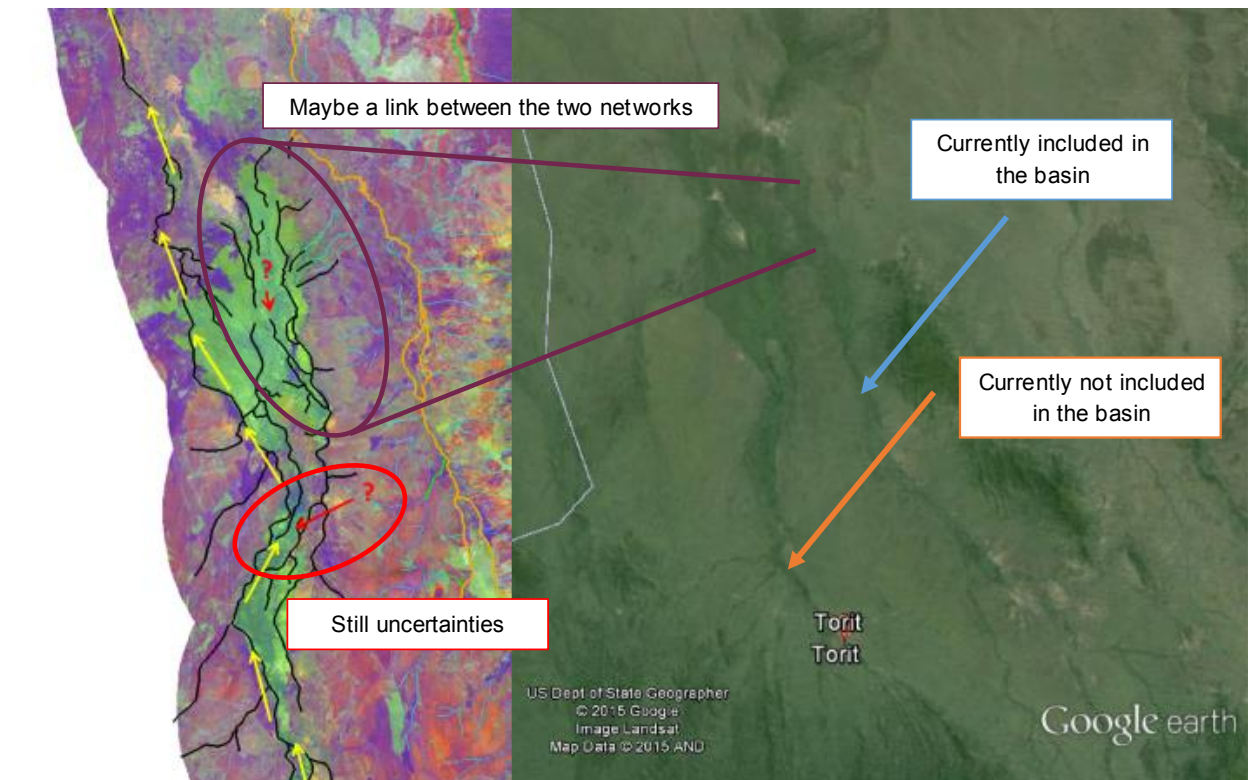 Maybe a link between the two networks
Currently included in
the basin
?
Currently not included
in the basin
?
Still uncertainties
Torit
Torit
US Dept of State Geographer
© 2015 Google
Image Landsat
Map Data © 2015 AND
Google earth